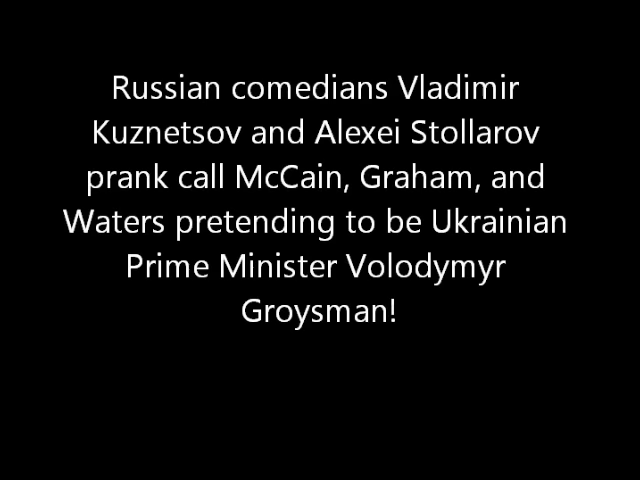 Russian comedians Vladimir
Kuznetsov and Alexei Stollarov
prank call McCain, Graham, and
Waters pretending to be Ukrainian
Prime Minister Volodymyr
Groysman!